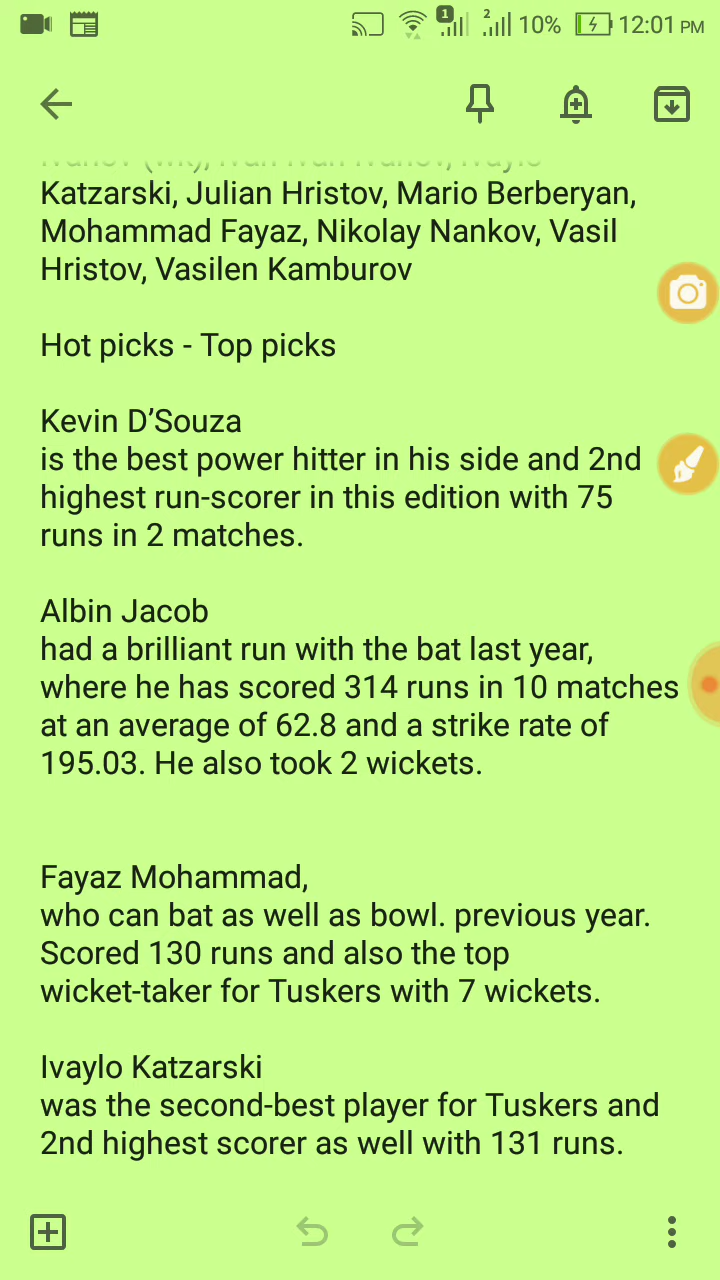 1
2
10%
12:01 PM
Katzarski, Julian Hristov, Mario Berberyan,
Mohammad Fayaz, Nikolay Nankov, Vasil
Hristov, Vasilen Kamburov
Hot picks - Top picks
Kevin D’Souza
is the best power hitter in his side and 2nd
highest run-scorer in this edition with 75
runs in 2 matches.
Albin Jacob
had a brilliant run with the bat last year,
where he has scored 314 runs in 10 matches
at an average of 62.8 and a strike rate of
195.03. He also took 2 wickets.
Fayaz Mohammad,
who can bat as well as bowl. previous year.
Scored 130 runs and also the top
wicket-taker for Tuskers with 7 wickets.
Ivaylo Katzarski
was the second-best player for Tuskers and
2nd highest scorer as well with 131 runs.